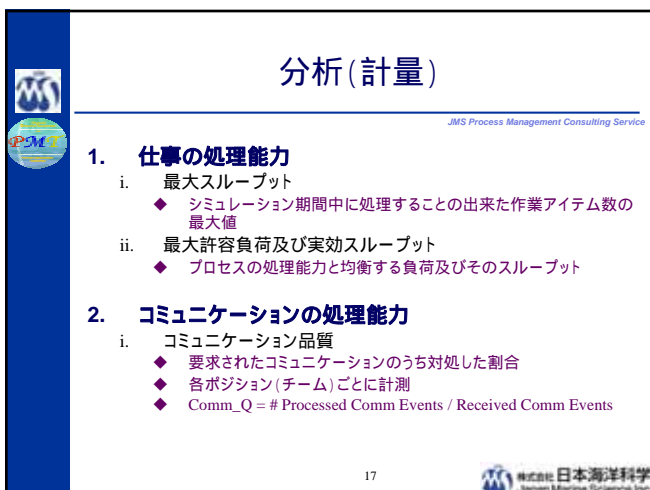 分析(計量)
JMS Process Management Consulting Service
PMT
1. 仕事の処理能力
i. 最大スループット
◆ シミュレーション期間中に処理することの出来た作業アイテム数の
最大値
ii. 最大許容負荷及び実効スループット
◆ プロセスの処理能力と均衡する負荷及びそのスループット
2. コミュニケーションの処理能力
i. コミュニケーション品質
◆ 要求されたコミュニケーションのうち対処した割合
◆ 各ポジション(チーム)ごとに計測
◆ Comm_Q = # Processed Comm Events / Received Comm Events
17
株式会社 日本海洋科学
Japan Marine Science Inc